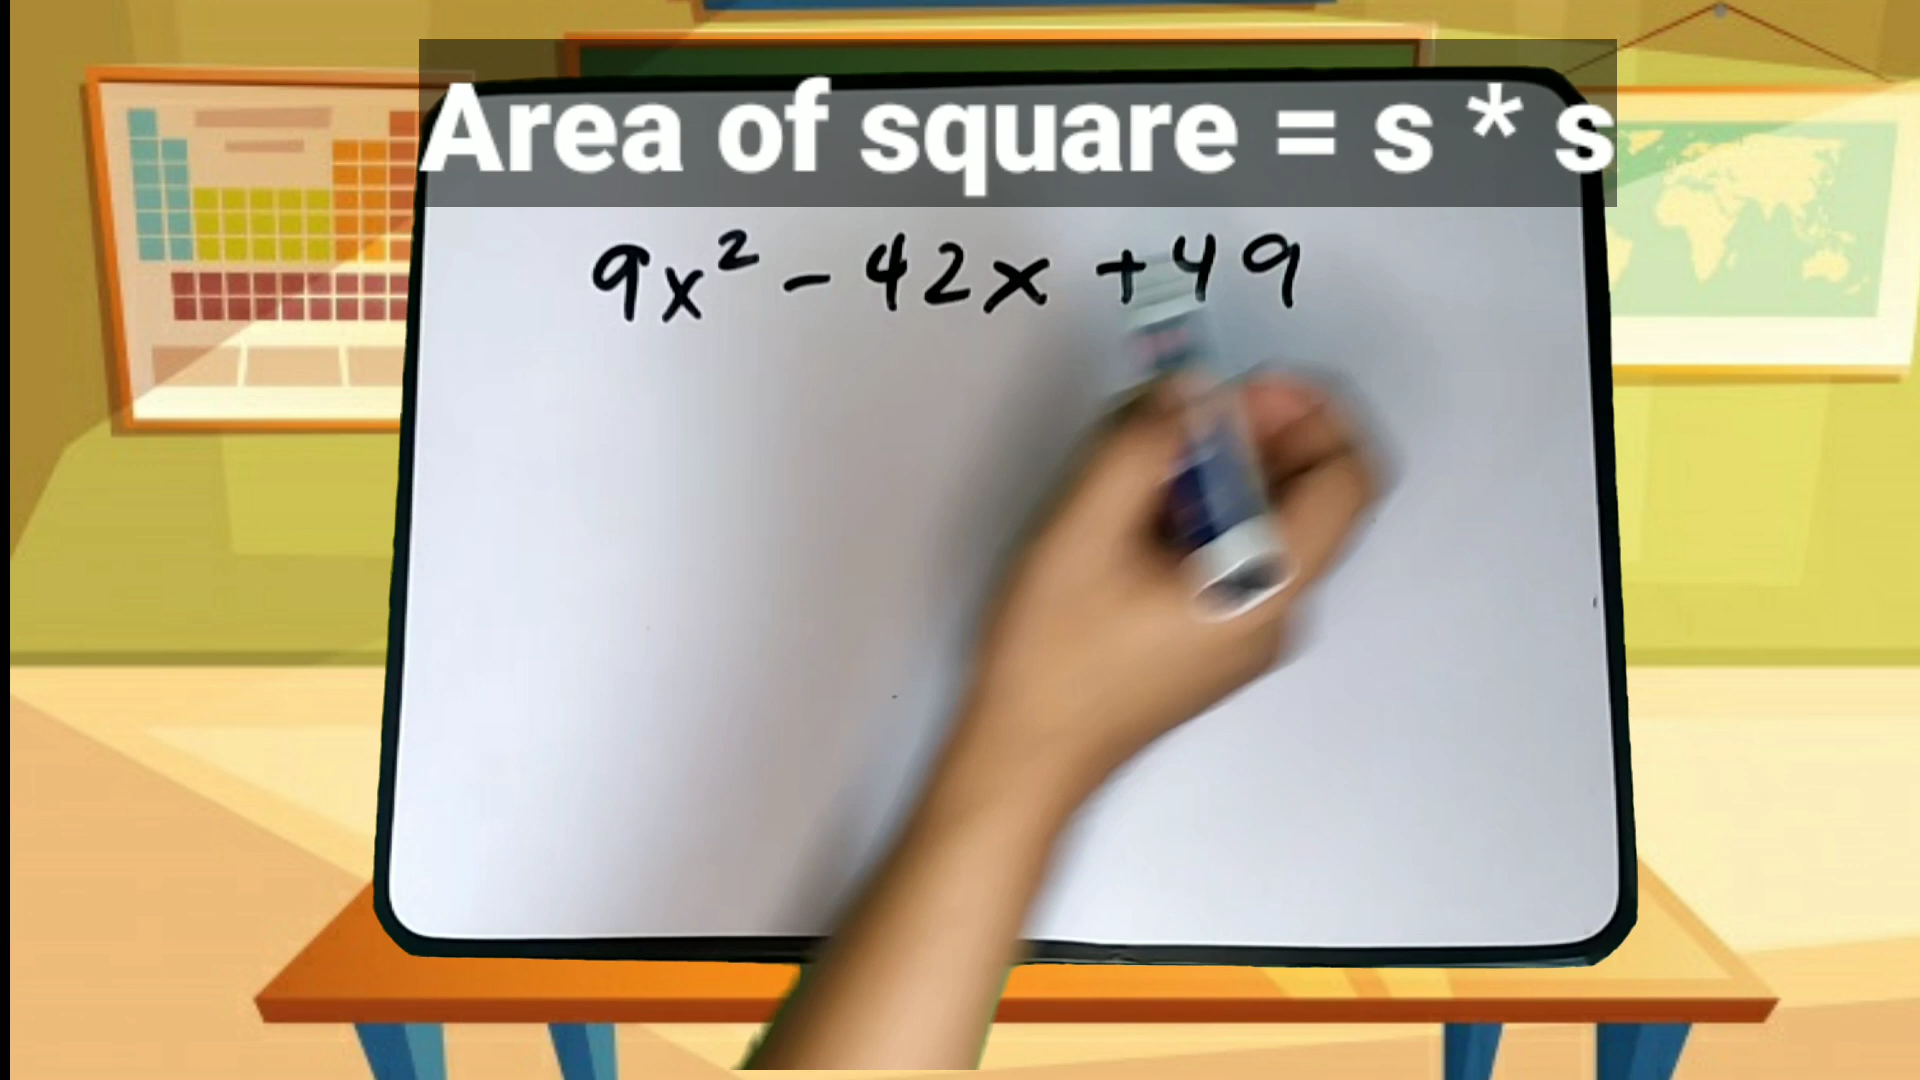 Area of square = s * s
9x² - 42x + 49